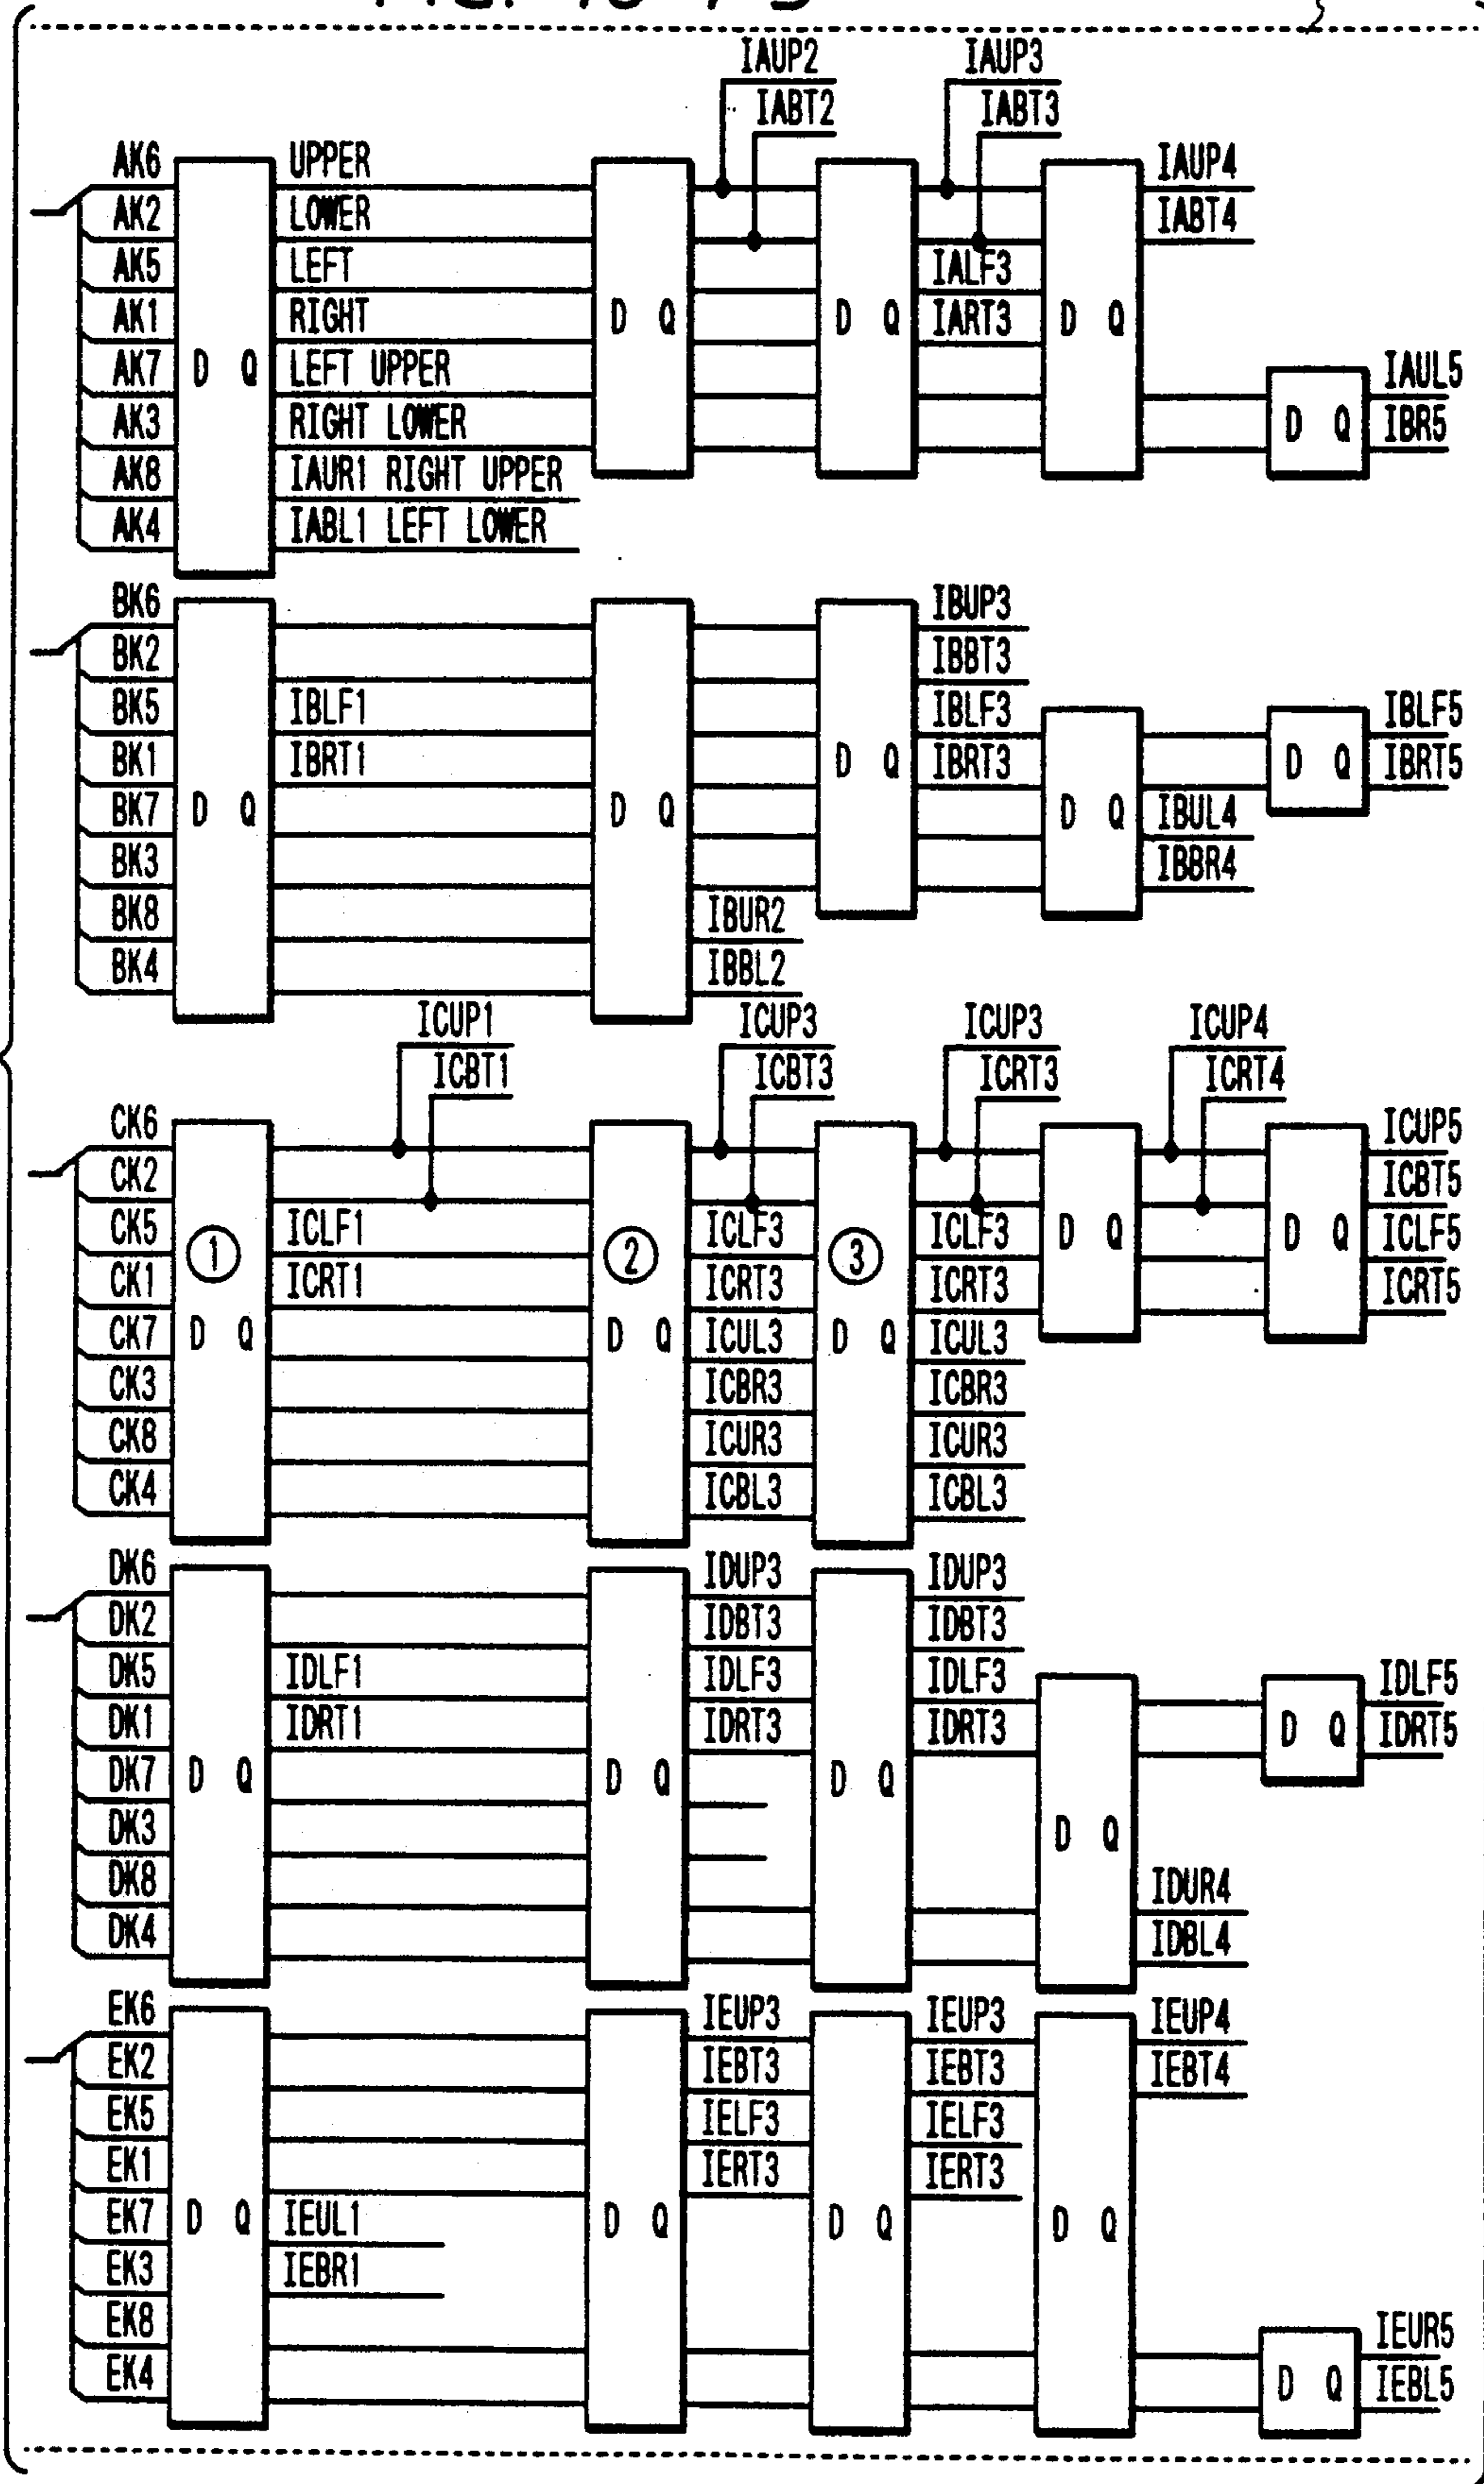 IAUP2 IAUP3
IABT2 IABT3
AK6 UPPER IAUP4
AK2 LOWER IABT4
AK5 LEFT IALF3
AK1 RIGHT D Q D Q IART3 D Q
AK7 D Q LEFT UPPER IAUL5
AK3 RIGHT LOWER D Q IBR5
AK8 IAUR1 RIGHT UPPER
AK4 IABL1 LEFT LOWER
BK6 IBUP3
BK2 IBBT3
BK5 IBLF1 IBLF3 IBLF5
BK1 IBRT1 D Q IBRT3 D Q IBRT5
BK7 D Q D Q D Q IBUL4
BK3 IBBR4
BK8 IBUR2
BK4 IBBL2
ICUP1 ICUP3 ICUP3 ICUP4
ICBT1 ICBT3 ICRT3 ICRT4
CK6 ICUP5
CK2 ICBT5
CK5 1 ICLF1 2 ICLF3 3 ICLF3 D Q D Q ICLF5
CK1 ICRT1 ICRT3 ICRT3 ICRT5
CK7 D Q D Q ICUL3 D Q ICUL3
CK3 ICBR3 ICBR3
CK8 ICUR3 ICUR3
CK4 ICBL3 ICBL3
DK6 IDUP3 IDUP3
DK2 IDBT3 IDBT3
DK5 IDLF1 IDLF3 IDLF3 IDLF5
DK1 IDRT1 IDRT3 IDRT3 D Q IDRT5
DK7 D Q D Q D Q
DK3 D Q
DK8 IDUR4
DK4 IDBL4
EK6 IEUP3 IEUP3 IEUP4
EK2 IEBT3 IEBT3 IEBT4
EK5 IELF3 IELF3
EK1 IERT3 IERT3
EK7 D Q IEUL1 D Q D Q D Q
EK3 IEBR1
EK8 IEUR5
EK4 D Q IEBL5